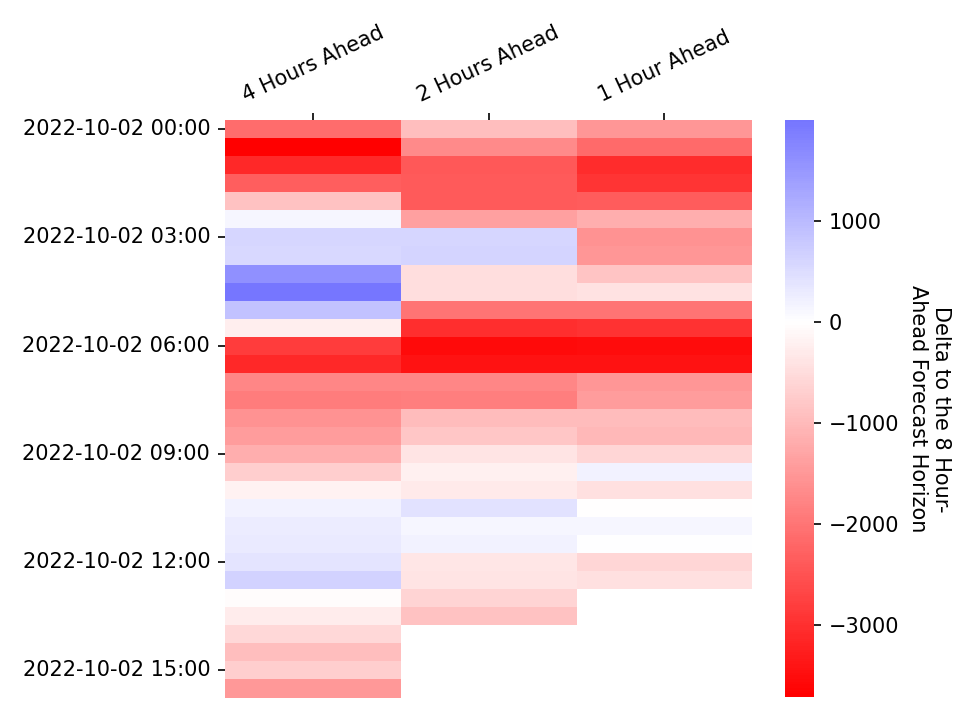 4 Hours Ahead
2 Hours Ahead
1 Hour Ahead
2022-10-02 00:00
2022-10-02 03:00
2022-10-02 06:00
2022-10-02 09:00
2022-10-02 12:00
2022-10-02 15:00
1000
0
−1000
−2000
−3000
Delta to the 8 Hour-
Ahead Forecast Horizon